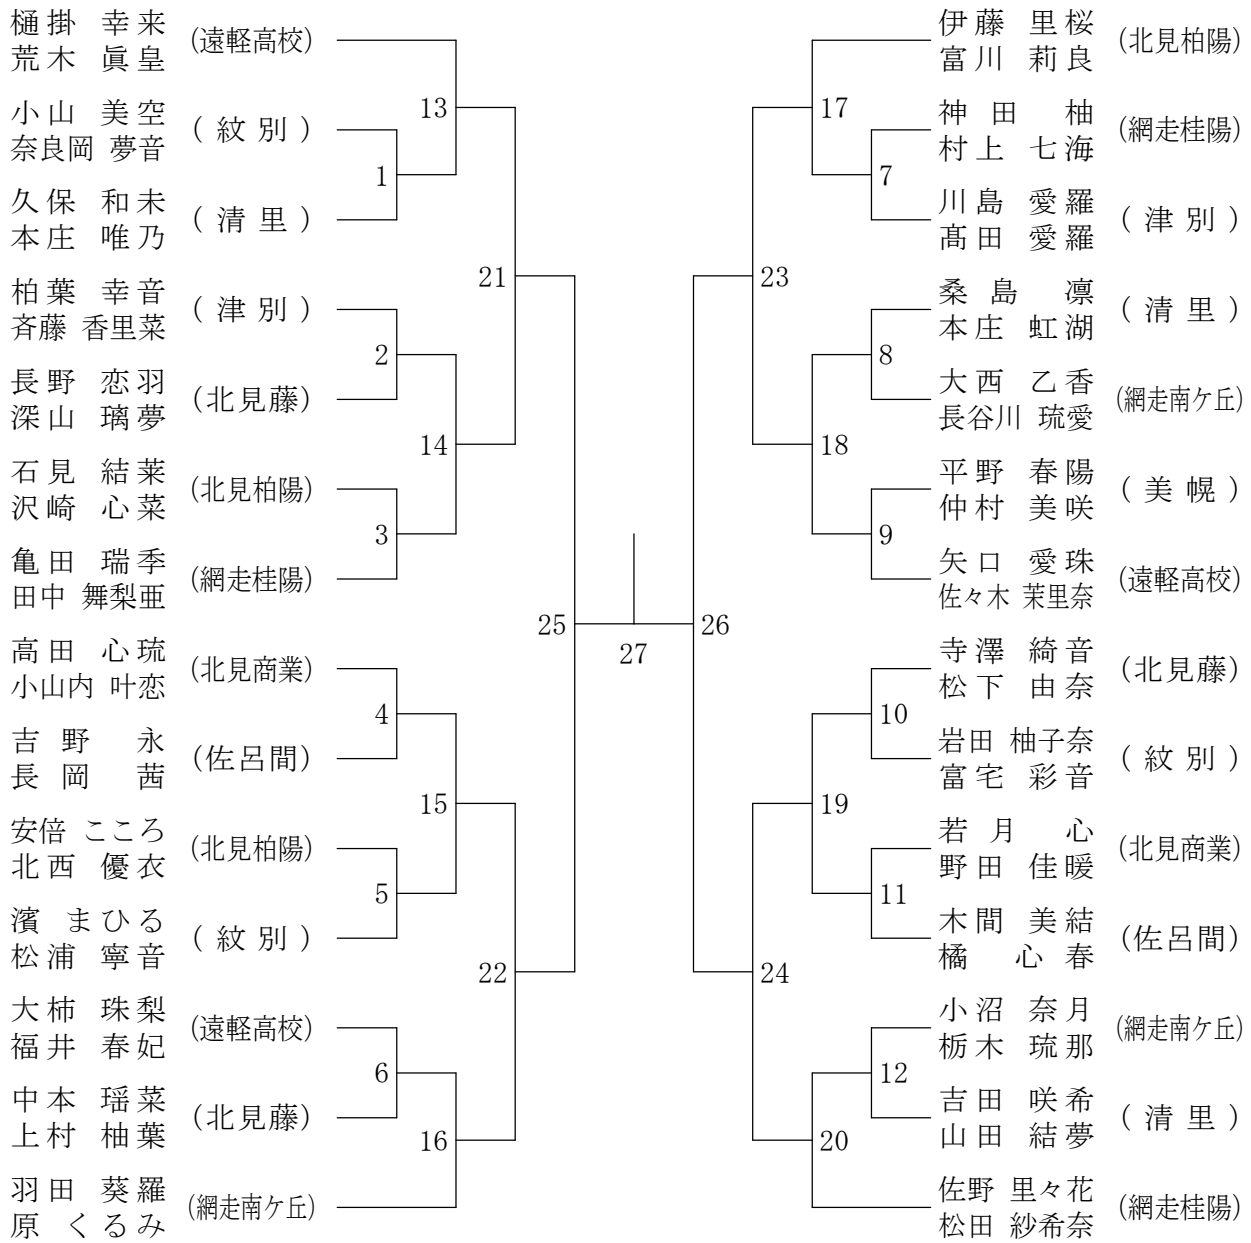 樋掛 幸来
荒木 眞皇
(遠軽高校)
小山 美空
奈良岡 夢音
(紋別)
久保 和未
本庄 唯乃
(清里)
柏葉 幸音
斉藤 香里菜
(津別)
長野 恋羽
深山 璃夢
(北見藤)
石見 結菜
沢崎 心菜
(北見柏陽)
亀田 瑞季
田中 舞梨亜
(網走桂陽)
高田 心琉
小山内 叶恋
(北見商業)
吉野 永
長岡 茜
(佐呂間)
安倍 こころ
北西 優衣
(北見柏陽)
濱 まひる
松浦 寧音
(紋別)
大柿 珠梨
福井 春妃
(遠軽高校)
中本 瑶菜
上村 柚葉
(北見藤)
羽田 葵羅
原 くるみ
(網走南ケ丘)
1
2
3
4
5
6
13
14
15
16
21
22
25
27
26
23
24
17
18
19
20
7
8
9
10
11
12
伊藤 里桜
富川 莉良
(北見柏陽)
神田 柚
村上 七海
(網走桂陽)
川島 愛羅
髙田 愛羅
(津別)
桑島 凛
本庄 虹湖
(清里)
大西 乙香
長谷川 琉愛
(網走南ケ丘)
平野 春陽
仲村 美咲
(美幌)
矢口 愛珠
佐々木 茉里奈
(遠軽高校)
寺澤 綺音
松下 由奈
(北見藤)
岩田 柚子奈
富宅 彩音
(紋別)
若月 心
野田 佳暖
(北見商業)
木間 美結
橘 心春
(佐呂間)
小沼 奈月
栃木 琉那
(網走南ケ丘)
吉田 咲希
山田 結夢
(清里)
佐野 里々花
松田 紗希奈
(網走桂陽)